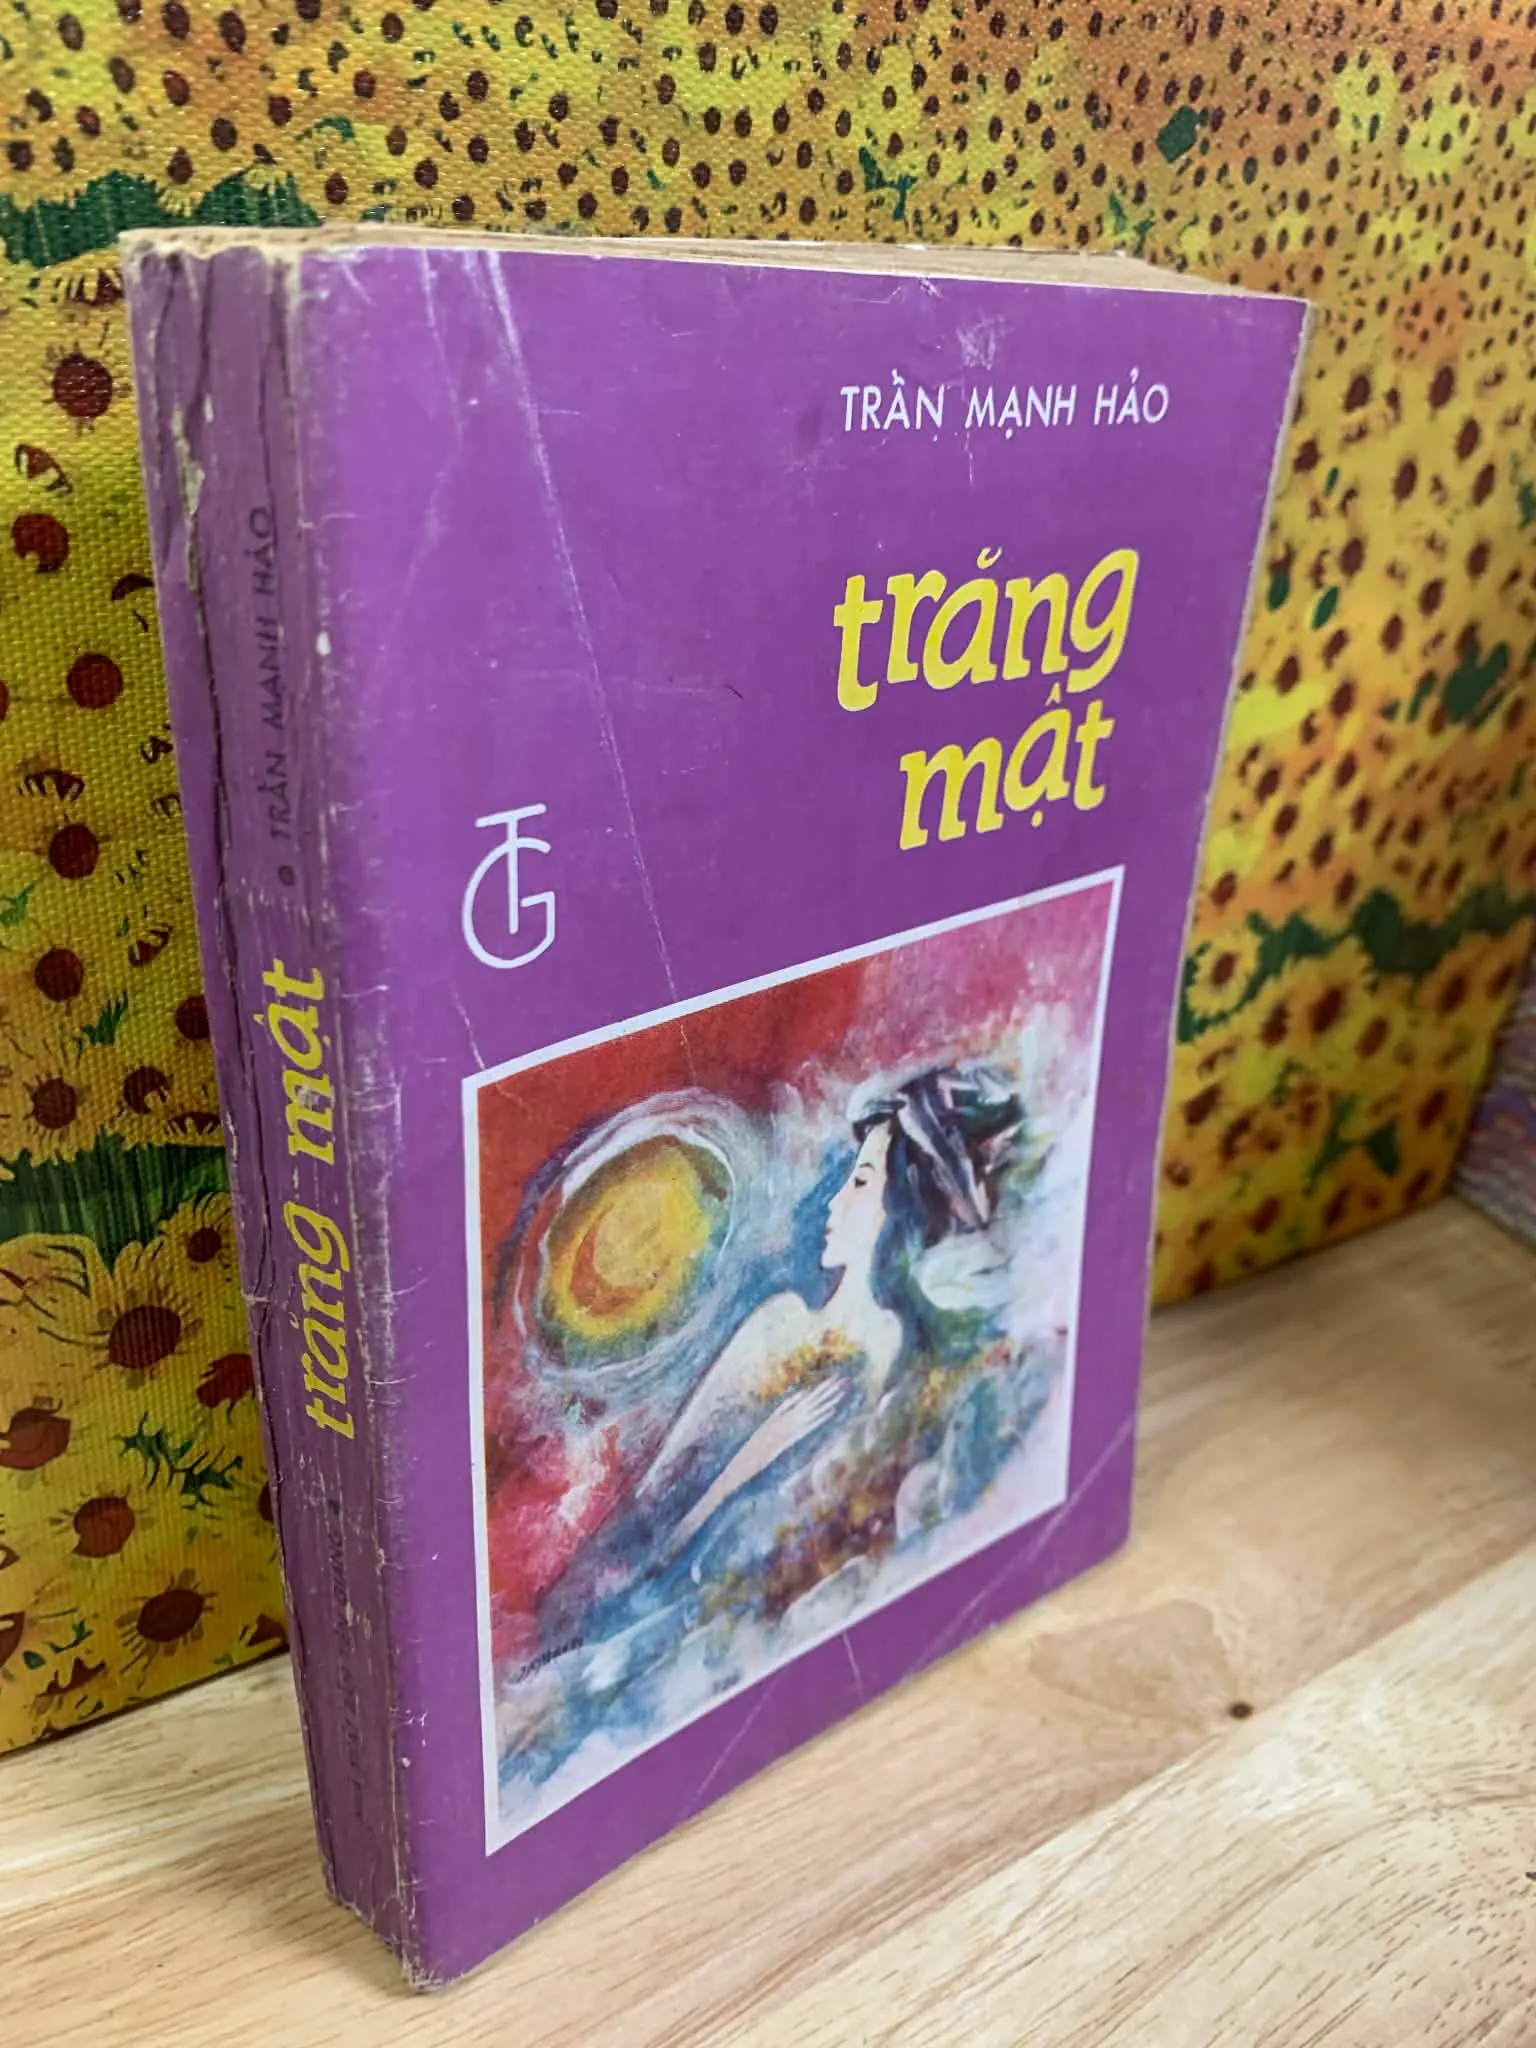 TRẦN MẠNH HẢO
trăng
mật
TG
TRẦN MẠNH HẢO
trăng mật